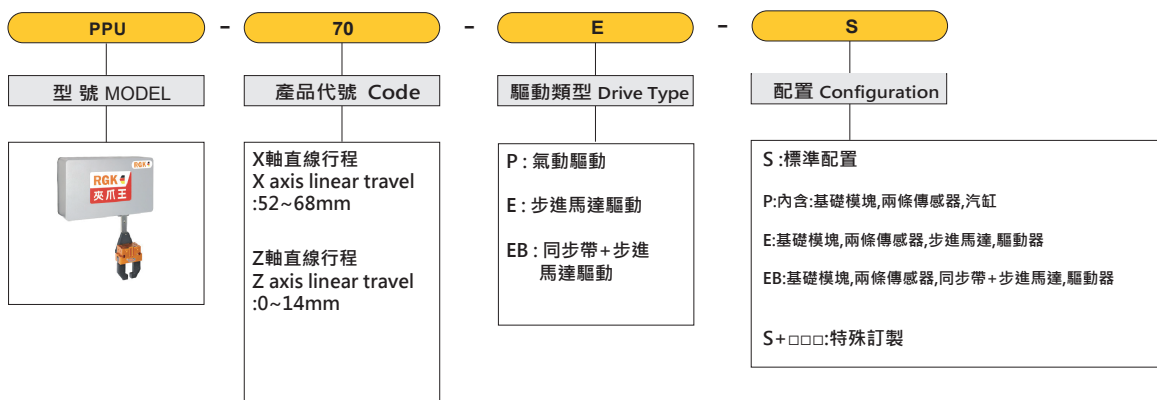 PPU - 70 - E - S
型 號 MODEL
產品代號 Code
驅動類型 Drive Type
配置 Configuration
RGK
RGK
夾爪王
X軸直線行程
X axis linear travel
:52~68mm
Z軸直線行程
Z axis linear travel
:0~14mm
P : 氣動驅動
E : 步進馬達驅動
EB : 同步帶+步進
馬達驅動
S :標準配置
P:內含:基礎模塊,兩條傳感器,汽缸
E:基礎模塊,兩條傳感器,步進馬達,驅動器
EB:基礎模塊,兩條傳感器,同步帶+步進馬達,驅動器
S+□□□:特殊訂製